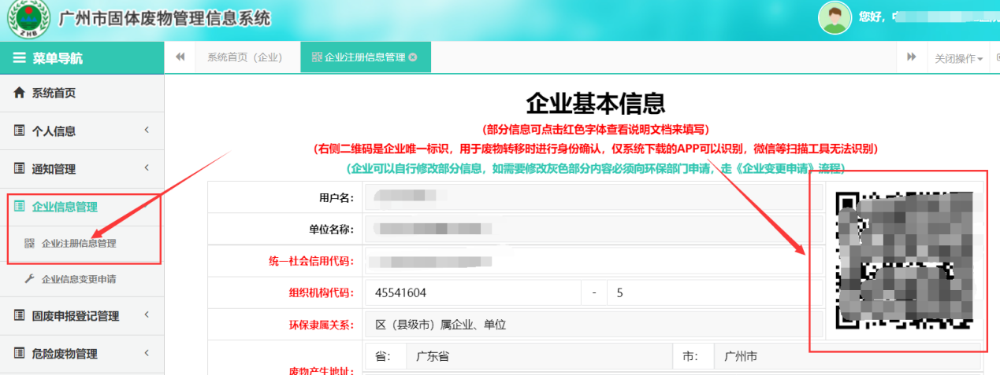 广州市固体废物管理信息系统
ZHB
您好，中
菜单导航
系统首页（企业）
企业注册信息管理
关闭操作
系统首页
个人信息
通知管理
企业信息管理
企业注册信息管理
企业信息变更申请
固废申报登记管理
危险废物管理
企业基本信息
（部分信息可点击红色字体查看说明文档来填写）
（右侧二维码是企业唯一标识，用于废物转移时进行身份确认，仅系统下载的APP可以识别，微信等扫描工具无法识别）
（企业可以自行修改部分信息，如需要修改灰色部分内容必须向环保部门申请，走《企业变更申请》流程）
用户名：
单位名称：
统一社会信用代码：
组织机构代码： 45541604 - 5
环保隶属关系： 区（县级市）属企业、单位
废物产生地址： 省： 广东省 市： 广州市